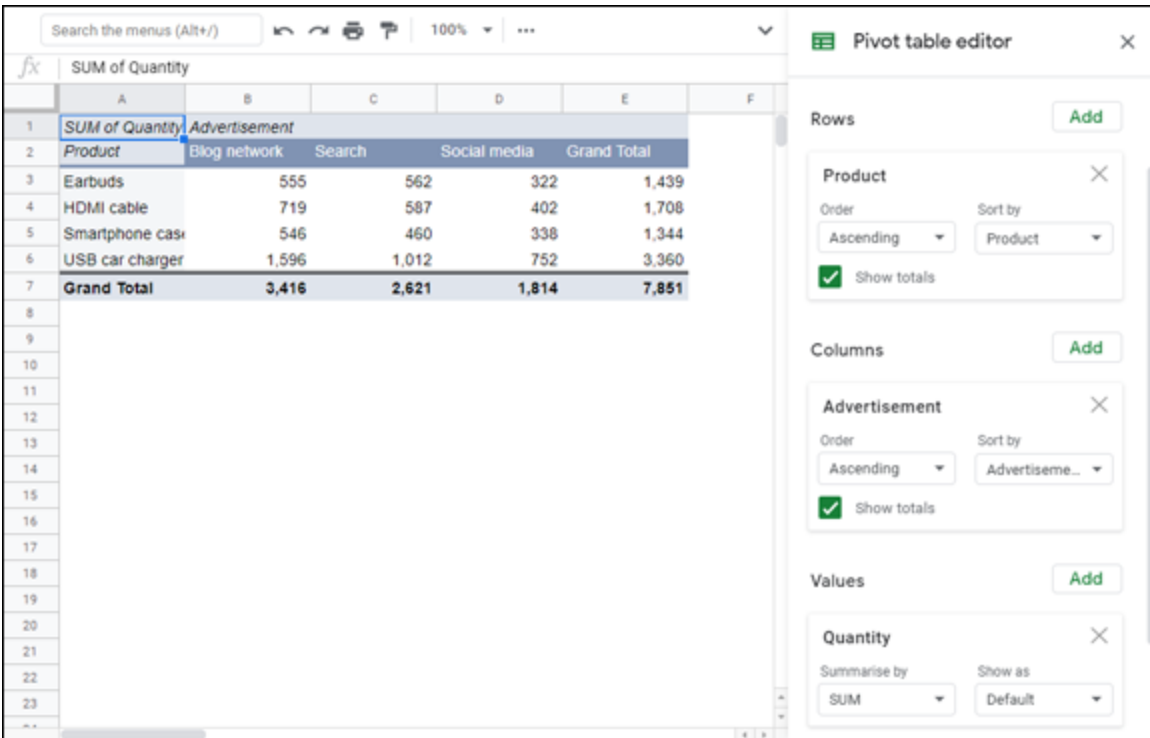 Search the menus (Alt+/) 100% ...
Pivot table editor
fx SUM of Quantity
A B C D E F
1 SUM of Quantity Advertisement
2 Product Blog network Search Social media Grand Total
3 Earbuds 555 562 322 1,439
4 HDMI cable 719 587 402 1,708
5 Smartphone case 546 460 338 1,344
6 USB car charger 1,596 1,012 752 3,360
7 Grand Total 3,416 2,621 1,814 7,851
8
9
10
11
12
13
14
15
16
17
18
19
20
21
22
23
Rows Add
Product
Order Sort by
Ascending Product
Show totals
Columns Add
Advertisement
Order Sort by
Ascending Advertiseme...
Show totals
Values Add
Quantity
Summarise by Show as
SUM Default